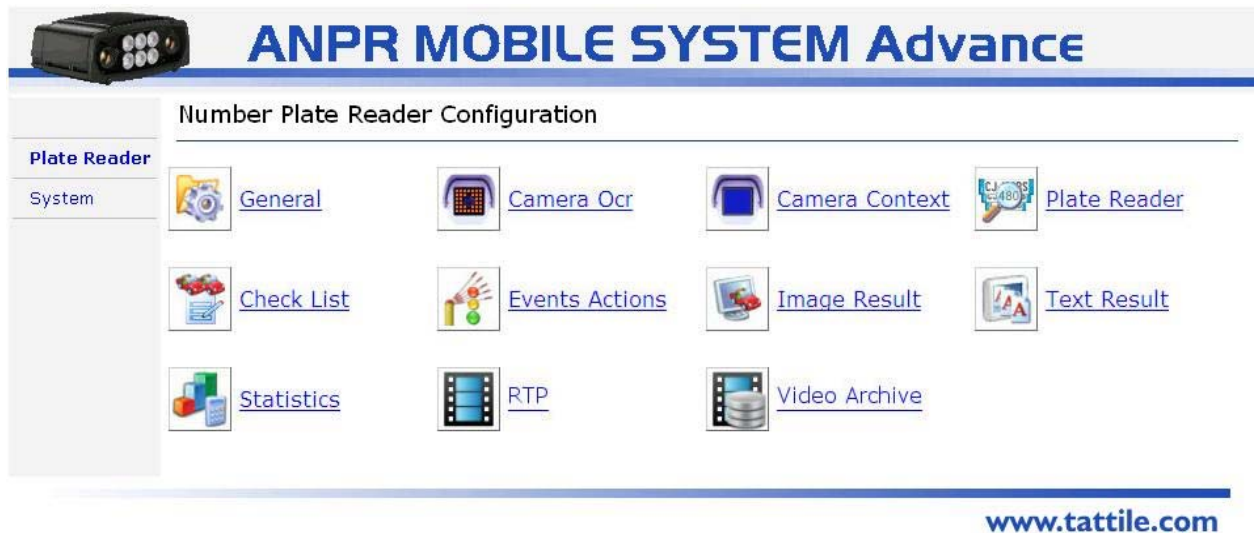 ANPR MOBILE SYSTEM Advance
Number Plate Reader Configuration
Plate Reader
System
General
Camera Ocr
Camera Context
Plate Reader
Check List
Events Actions
Image Result
Text Result
Statistics
RTP
Video Archive
www.tattile.com